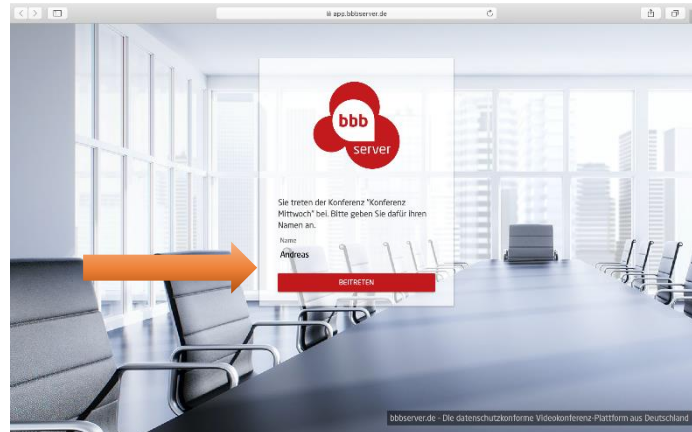 app.bbbserver.de
bbb
server
Sie treten der Konferenz "Konferenz
Mittwoch" bei. Bitte geben Sie dafür Ihren
Namen an.
Name
Andreas
BEITRETEN
bbbserver.de - Die datenschutzkonforme Videokonferenz-Plattform aus Deutschland